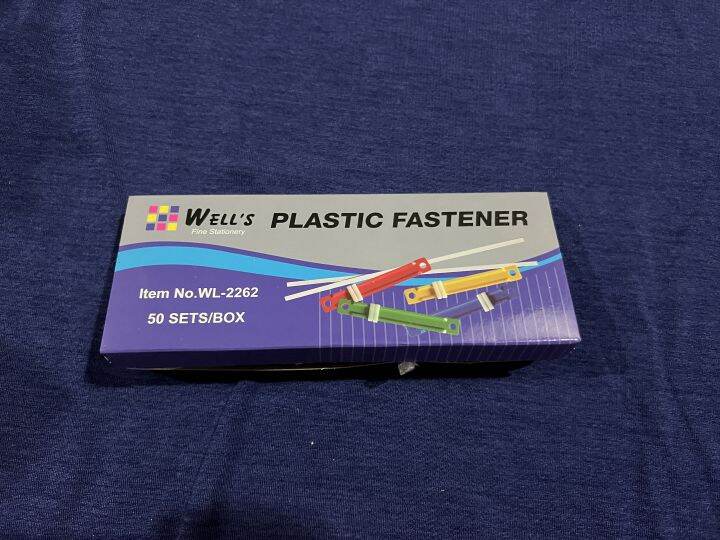 WELL'S PLASTIC FASTENER
Fine Stationery
Item No.WL-2262
50 SETS/BOX